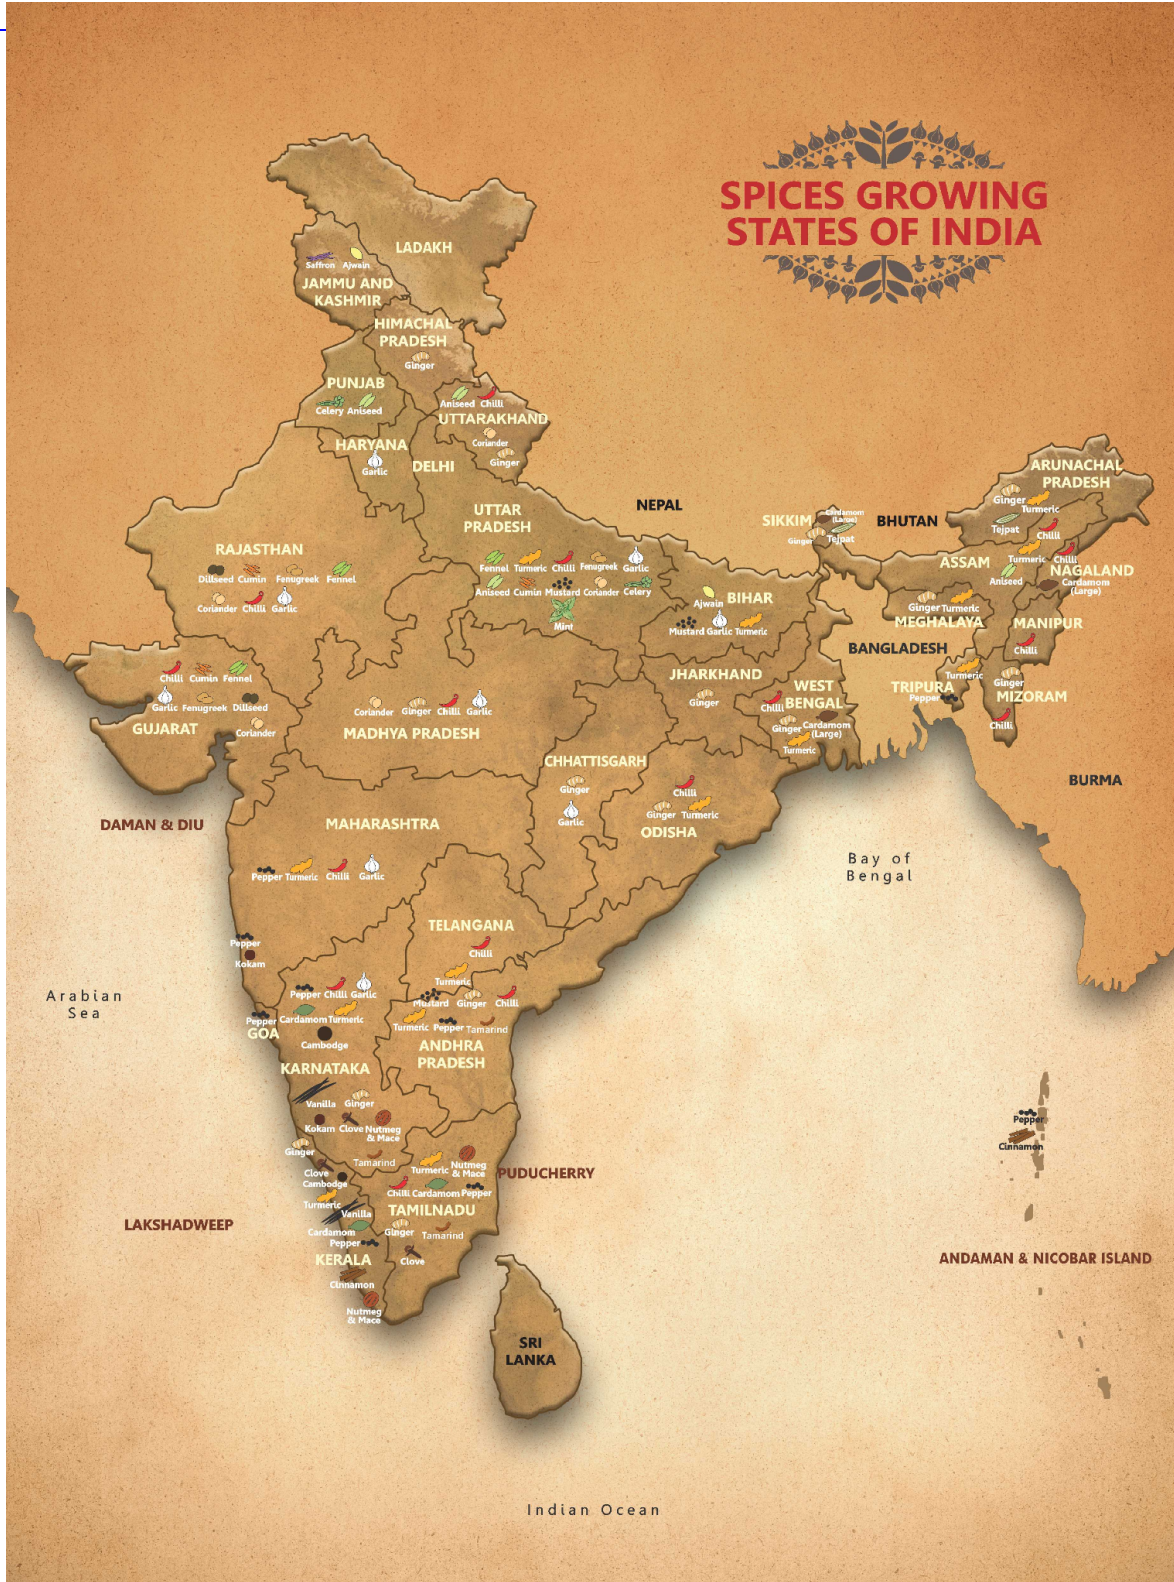 SPICES GROWING
STATES OF INDIA
LADAKH
Saffron Ajwain
JAMMU AND
KASHMIR
HIMACHAL
PRADESH
Ginger
PUNJAB
Celery Aniseed
Aniseed Chilli
UTTARAKHAND
Coriander
Ginger
HARYANA
Garlic
DELHI
UTTAR
PRADESH
Fennel Turmeric Chilli Fenugreek Garlic
Aniseed Cumin Mustard Coriander Celery
Mint
NEPAL
RAJASTHAN
Dillseed Cumin Fenugreek Fennel
Coriander Chilli Garlic
SIKKIM
Cardamom
(Large)
Ginger Tejpat
BHUTAN
ARUNACHAL
PRADESH
Ginger
Turmeric
Tejpat
Chilli
ASSAM
Turmeric Chilli
Aniseed
NAGALAND
Cardamom
(Large)
Ginger Turmeric
MEGHALAYA
MANIPUR
Chilli
BIHAR
Ajwain
Mustard Garlic Turmeric
BANGLADESH
TRIPURA
Turmeric
Pepper
Ginger
MIZORAM
Chilli
Chilli Cumin Fennel
Garlic Fenugreek Dillseed
GUJARAT
Coriander
Coriander Ginger Chilli Garlic
MADHYA PRADESH
JHARKHAND
Ginger
WEST
BENGAL
Chilli
Ginger Cardamom
(Large)
Turmeric
CHHATTISGARH
Ginger
Garlic
Chilli
Ginger Turmeric
ODISHA
BURMA
DAMAN & DIU
MAHARASHTRA
Pepper Turmeric Chilli Garlic
Pepper
Kokam
Bay of
Bengal
TELANGANA
Chilli
Turmeric
Arabian
Sea
Pepper Chilli Garlic
Cardamom Turmeric
Cambodge
Pepper
GOA
KARNATAKA
Vanilla Ginger
Kokam Clove Nutmeg
& Mace
Tamarind
Mustard Ginger Chilli
Turmeric Pepper Tamarind
ANDHRA
PRADESH
Pepper
Cinnamon
ANDAMAN & NICOBAR ISLAND
PUDUCHERRY
Turmeric Nutmeg
& Mace
Chilli Cardamom Pepper
TAMILNADU
Ginger Tamarind
Clove
LAKSHADWEEP
Ginger
Clove
Cambodge
Turmeric
Vanilla
Cardamom
Pepper
KERALA
Cinnamon
Nutmeg
& Mace
SRI
LANKA
Indian Ocean